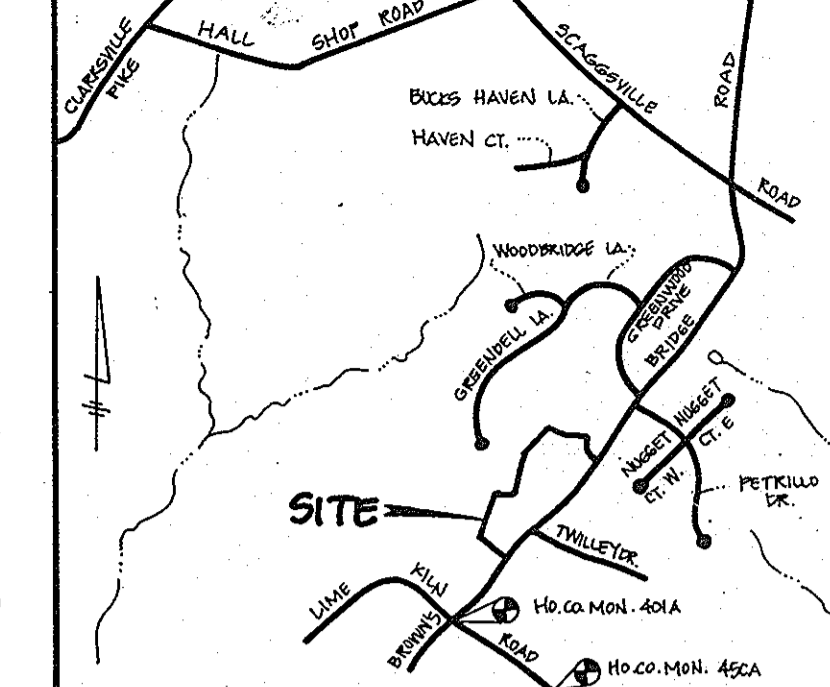 CLARKSVILLE
PIKE
HALL SHOP ROAD
SCAGGSVILLE ROAD
ROAD
BUCKS HAVEN LA.
HAVEN CT.
WOODBRIDGE LA.
GREENWOOD
DRIVE
BRIDGE
GREENDELL LA.
NUGGET
CT. E
NUGGET
CT. W.
PETRILLO
DR.
SITE
TWILLEY DR.
LIME KILN ROAD
BROWN'S
HO.CO.MON. 401A
HO.CO.MON. 45CA